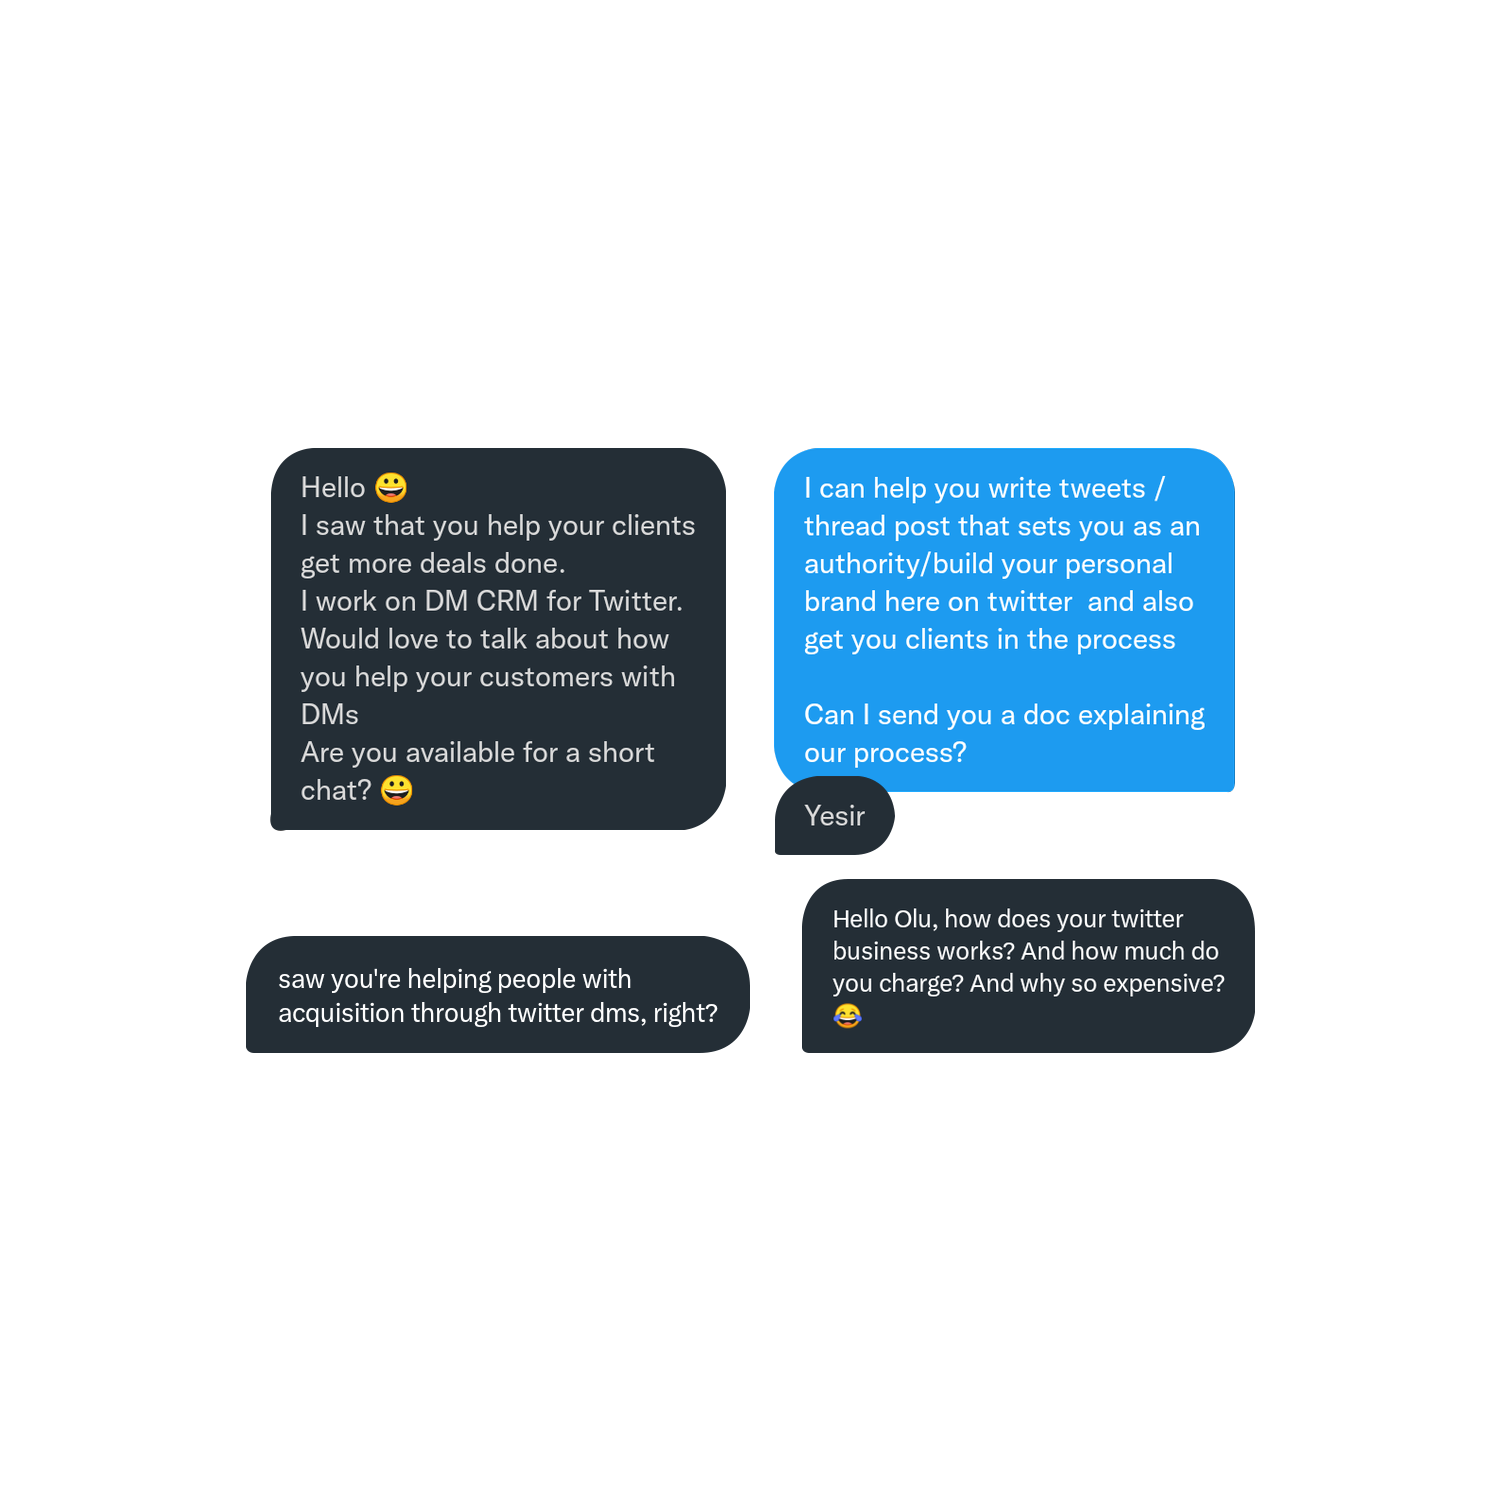 Hello 😀
I saw that you help your clients
get more deals done.
I work on DM CRM for Twitter.
Would love to talk about how
you help your customers with
DMs
Are you available for a short
chat? 😀
I can help you write tweets /
thread post that sets you as an
authority/build your personal
brand here on twitter  and also
get you clients in the process
Can I send you a doc explaining
our process?
Yesir
saw you're helping people with
acquisition through twitter dms, right?
Hello Olu, how does your twitter
business works? And how much do
you charge? And why so expensive?
😂